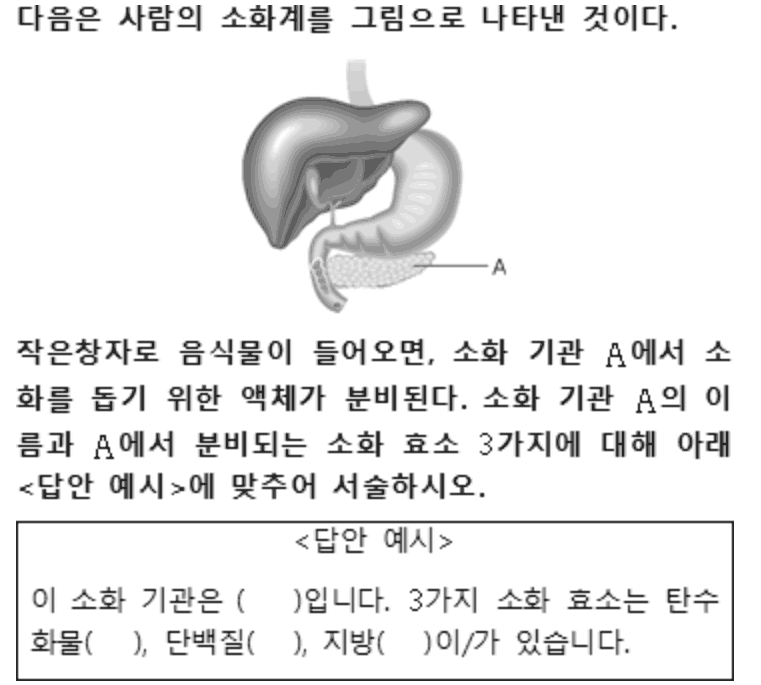 다음은 사람의 소화계를 그림으로 나타낸 것이다.
A
작은창자로 음식물이 들어오면, 소화 기관 A에서 소
화를 돕기 위한 액체가 분비된다. 소화 기관 A의 이
름과 A에서 분비되는 소화 효소 3가지에 대해 아래
<답안 예시>에 맞추어 서술하시오.
<답안 예시>
이 소화 기관은 (    )입니다. 3가지 소화 효소는 탄수
화물(    ), 단백질(    ), 지방(    )이/가 있습니다.